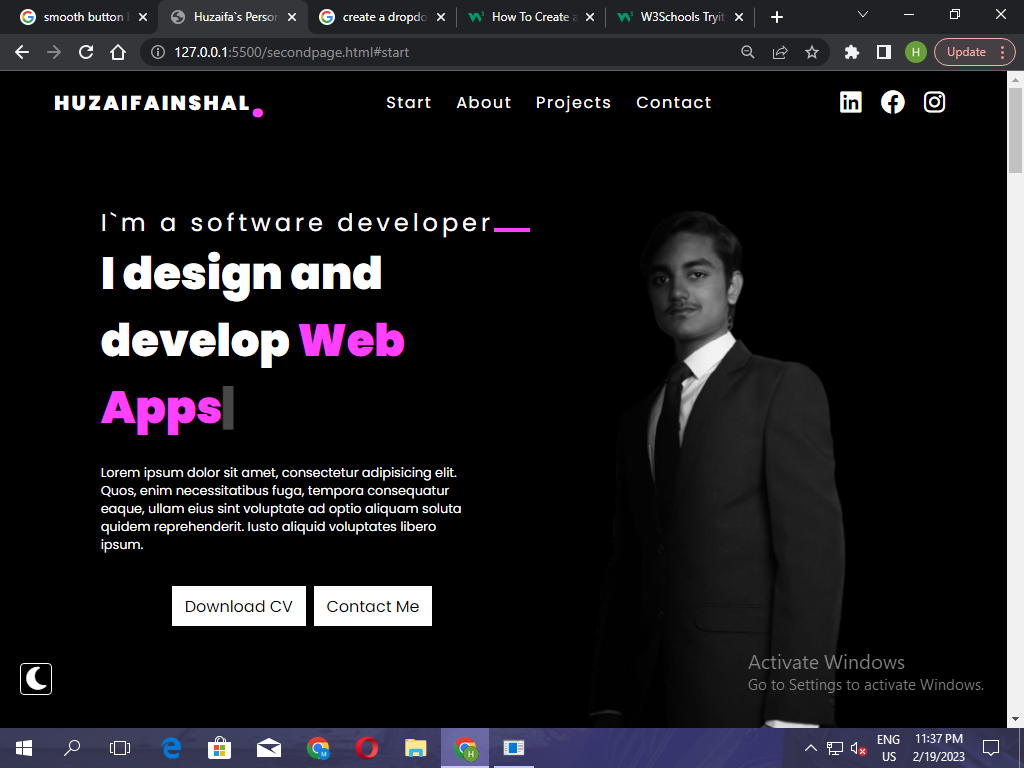 smooth button
Huzaifa`s Person
create a dropdo
How To Create a
W3Schools Tryit
127.0.0.1:5500/secondpage.html#start
H
Update
HUZAIFAINSHAL.
Start
About
Projects
Contact
I`m a software developer__
I design and
develop Web
Apps
Lorem ipsum dolor sit amet, consectetur adipisicing elit.
Quos, enim necessitatibus fuga, tempora consequatur
eaque, ullam eius sint voluptate ad optio aliquam soluta
quidem reprehenderit. Iusto aliquid voluptates libero
ipsum.
Download CV
Contact Me
Activate Windows
Go to Settings to activate Windows.
ENG
US
11:37 PM
2/19/2023